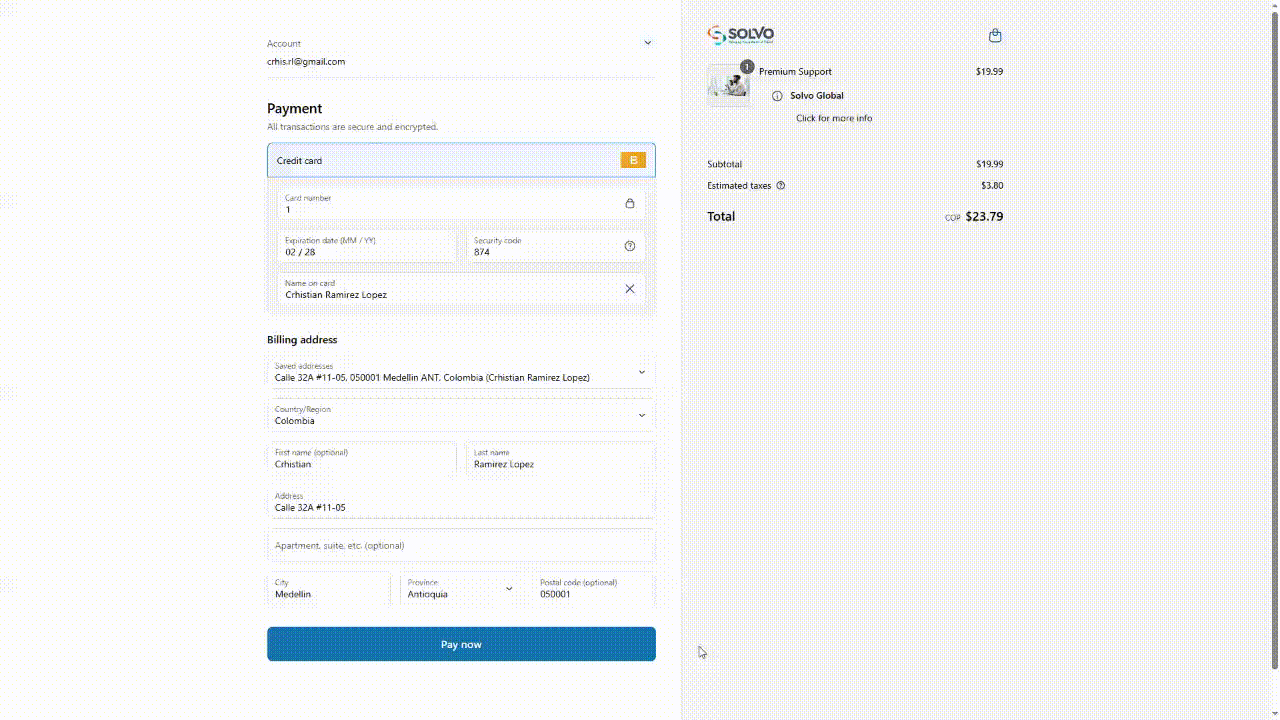 Account
crhis.rl@gmail.com
Payment
All transactions are secure and encrypted.
Credit card
B
Card number
1
Expiration date (MM / YY)
02 / 28
Security code
874
Name on card
Crhistian Ramirez Lopez
Billing address
Saved addresses
Calle 32A #11-05, 050001 Medellin ANT, Colombia (Crhistian Ramirez Lopez)
Country/Region
Colombia
First name (optional)
Crhistian
Last name
Ramirez Lopez
Address
Calle 32A #11-05
Apartment, suite, etc. (optional)
City
Medellin
Province
Antioquia
Postal code (optional)
050001
Pay now
SOLVO
1
Premium Support
$19.99
Solvo Global
Click for more info
Subtotal
$19.99
Estimated taxes
$3.80
Total
COP $23.79